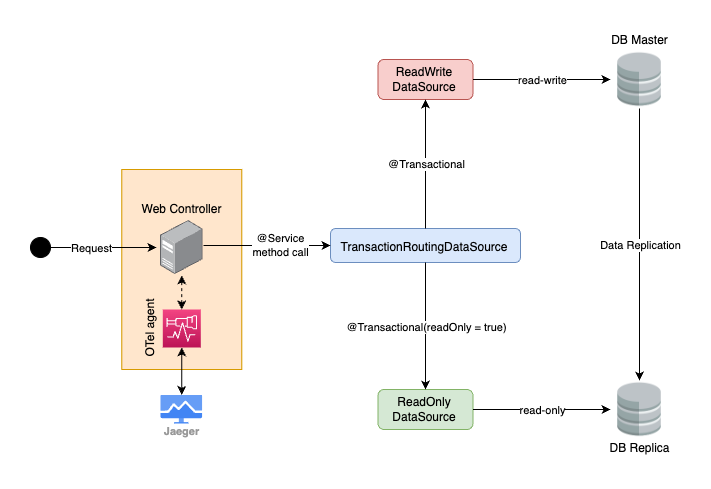 DB Master
ReadWrite
DataSource
read-write
@Transactional
Web Controller
Request
@Service
method call
TransactionRoutingDataSource
Data Replication
OTel agent
@Transactional(readOnly = true)
Jaeger
ReadOnly
DataSource
read-only
DB Replica